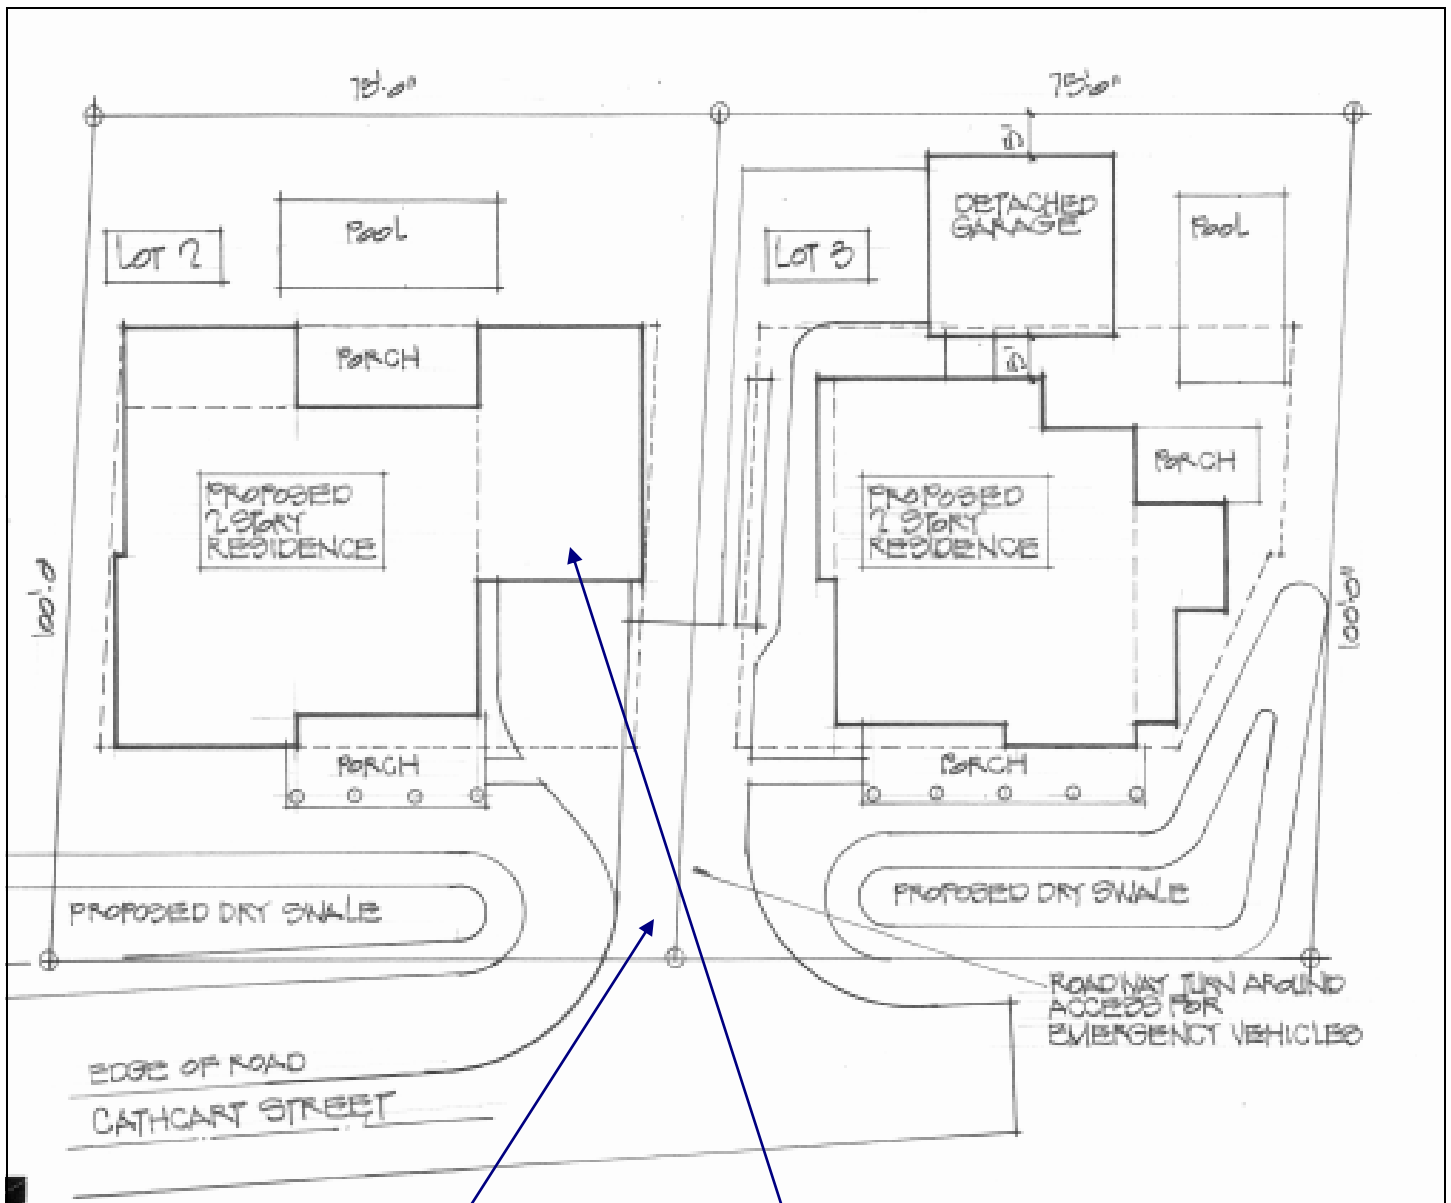 75'-0"
75'-0"
5'
DETACHED
GARAGE
POOL
POOL
LOT 2
LOT 3
PORCH
5'
PORCH
PROPOSED
2 STORY
RESIDENCE
PROPOSED
2 STORY
RESIDENCE
100'-0
100'-0"
PORCH
PORCH
PROPOSED DRY SWALE
PROPOSED DRY SWALE
ROADWAY TURN AROUND
ACCESS FOR
EMERGENCY VEHICLES
EDGE OF ROAD
CATHCART STREET